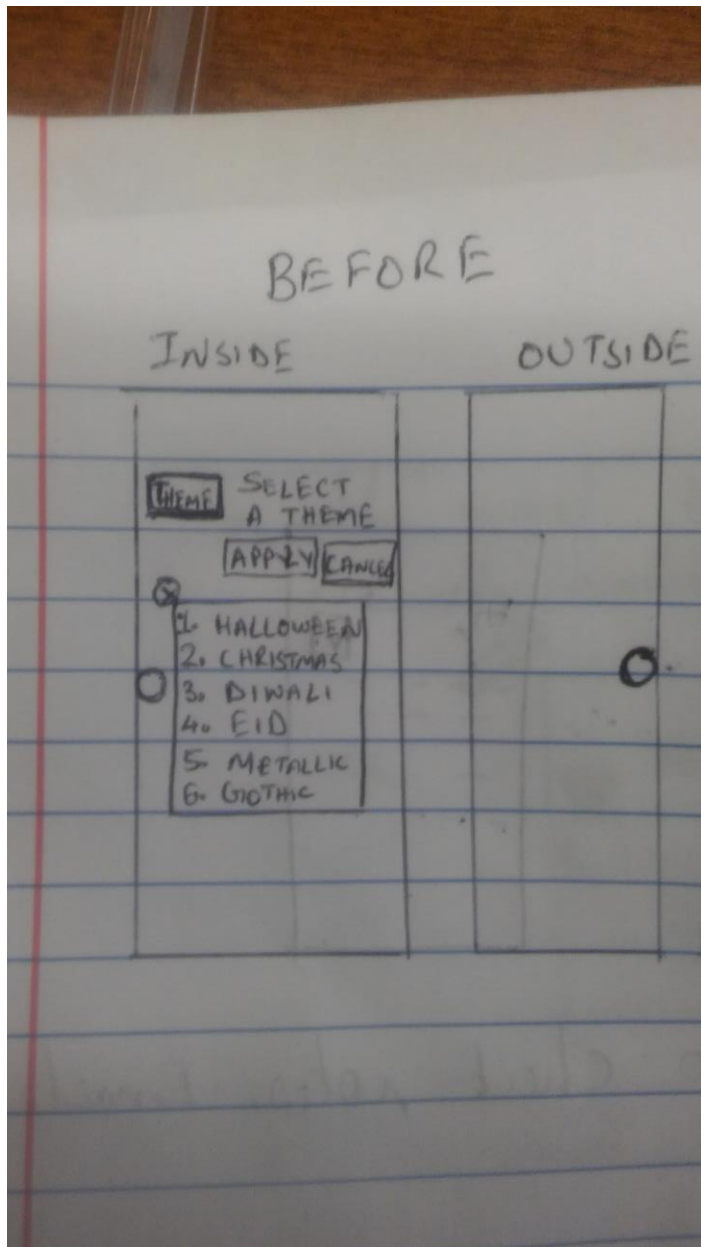 BEFORE
INSIDE OUTSIDE
THEME SELECT
A THEME
APPLY CANCEL
X
1. HALLOWEEN
2. CHRISTMAS
3. DIWALI
4. EID
5. METALLIC
6. GOTHIC